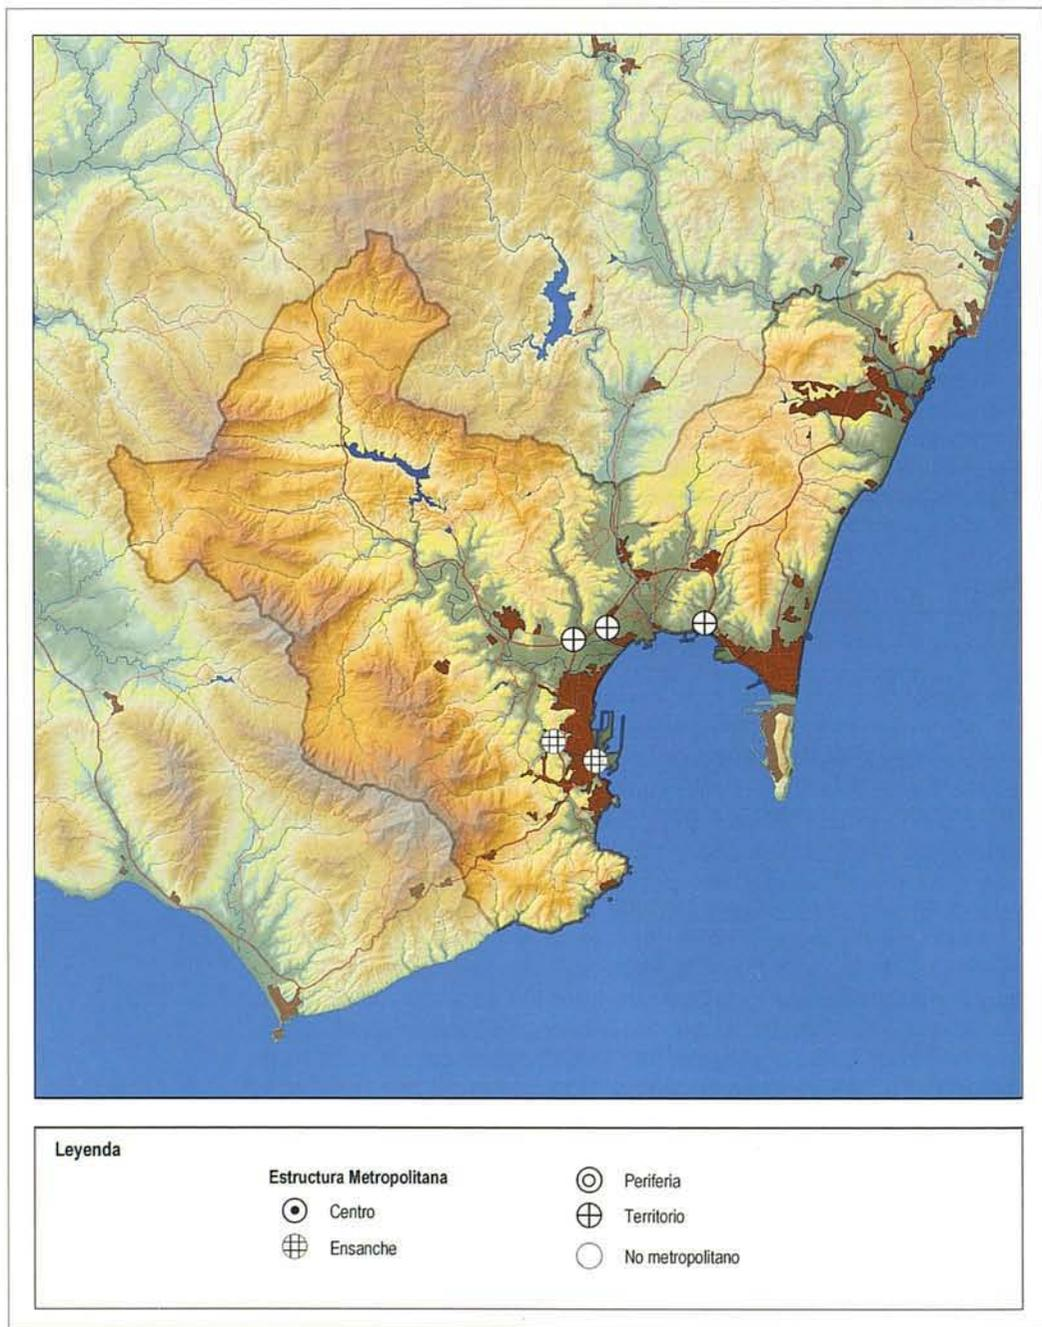 Leyenda
Estructura Metropolitana
Centro
Ensanche
Periferia
Territorio
No metropolitano